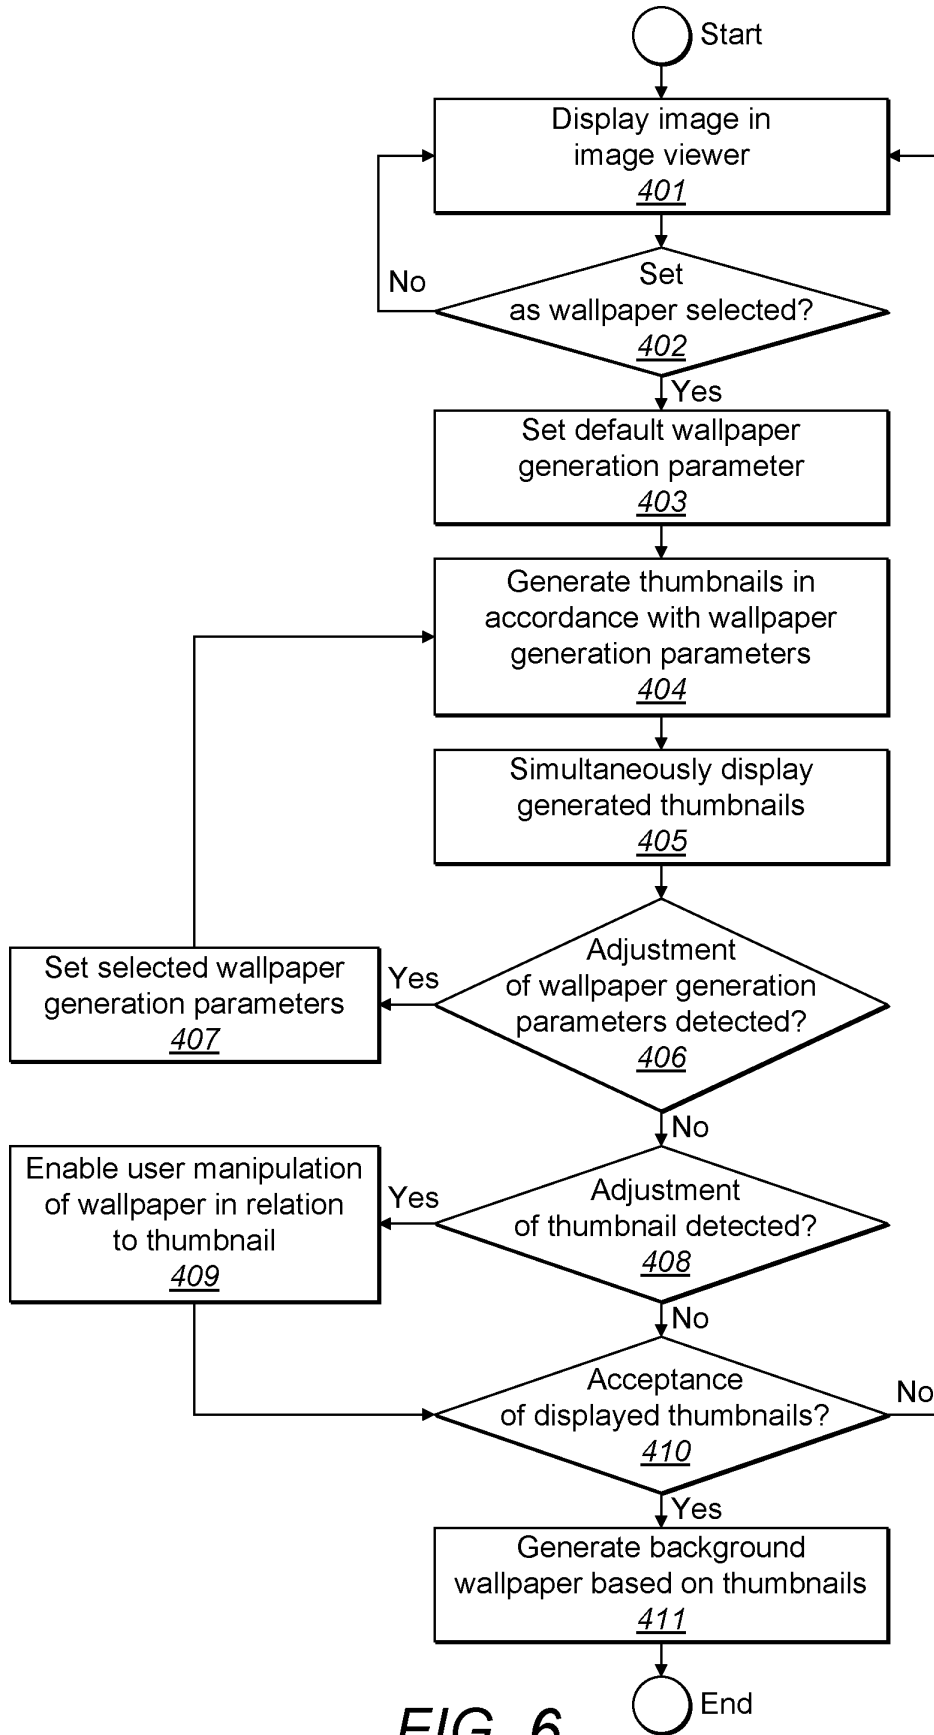 Start
Display image in
image viewer
401
No
Set
as wallpaper selected?
402
Yes
Set default wallpaper
generation parameter
403
Generate thumbnails in
accordance with wallpaper
generation parameters
404
Simultaneously display
generated thumbnails
405
Adjustment
of wallpaper generation
parameters detected?
406
Yes
Set selected wallpaper
generation parameters
407
No
Adjustment
of thumbnail detected?
408
Yes
Enable user manipulation
of wallpaper in relation
to thumbnail
409
No
Acceptance
of displayed thumbnails?
410
No
Yes
Generate background
wallpaper based on thumbnails
411
End
FIG. 6